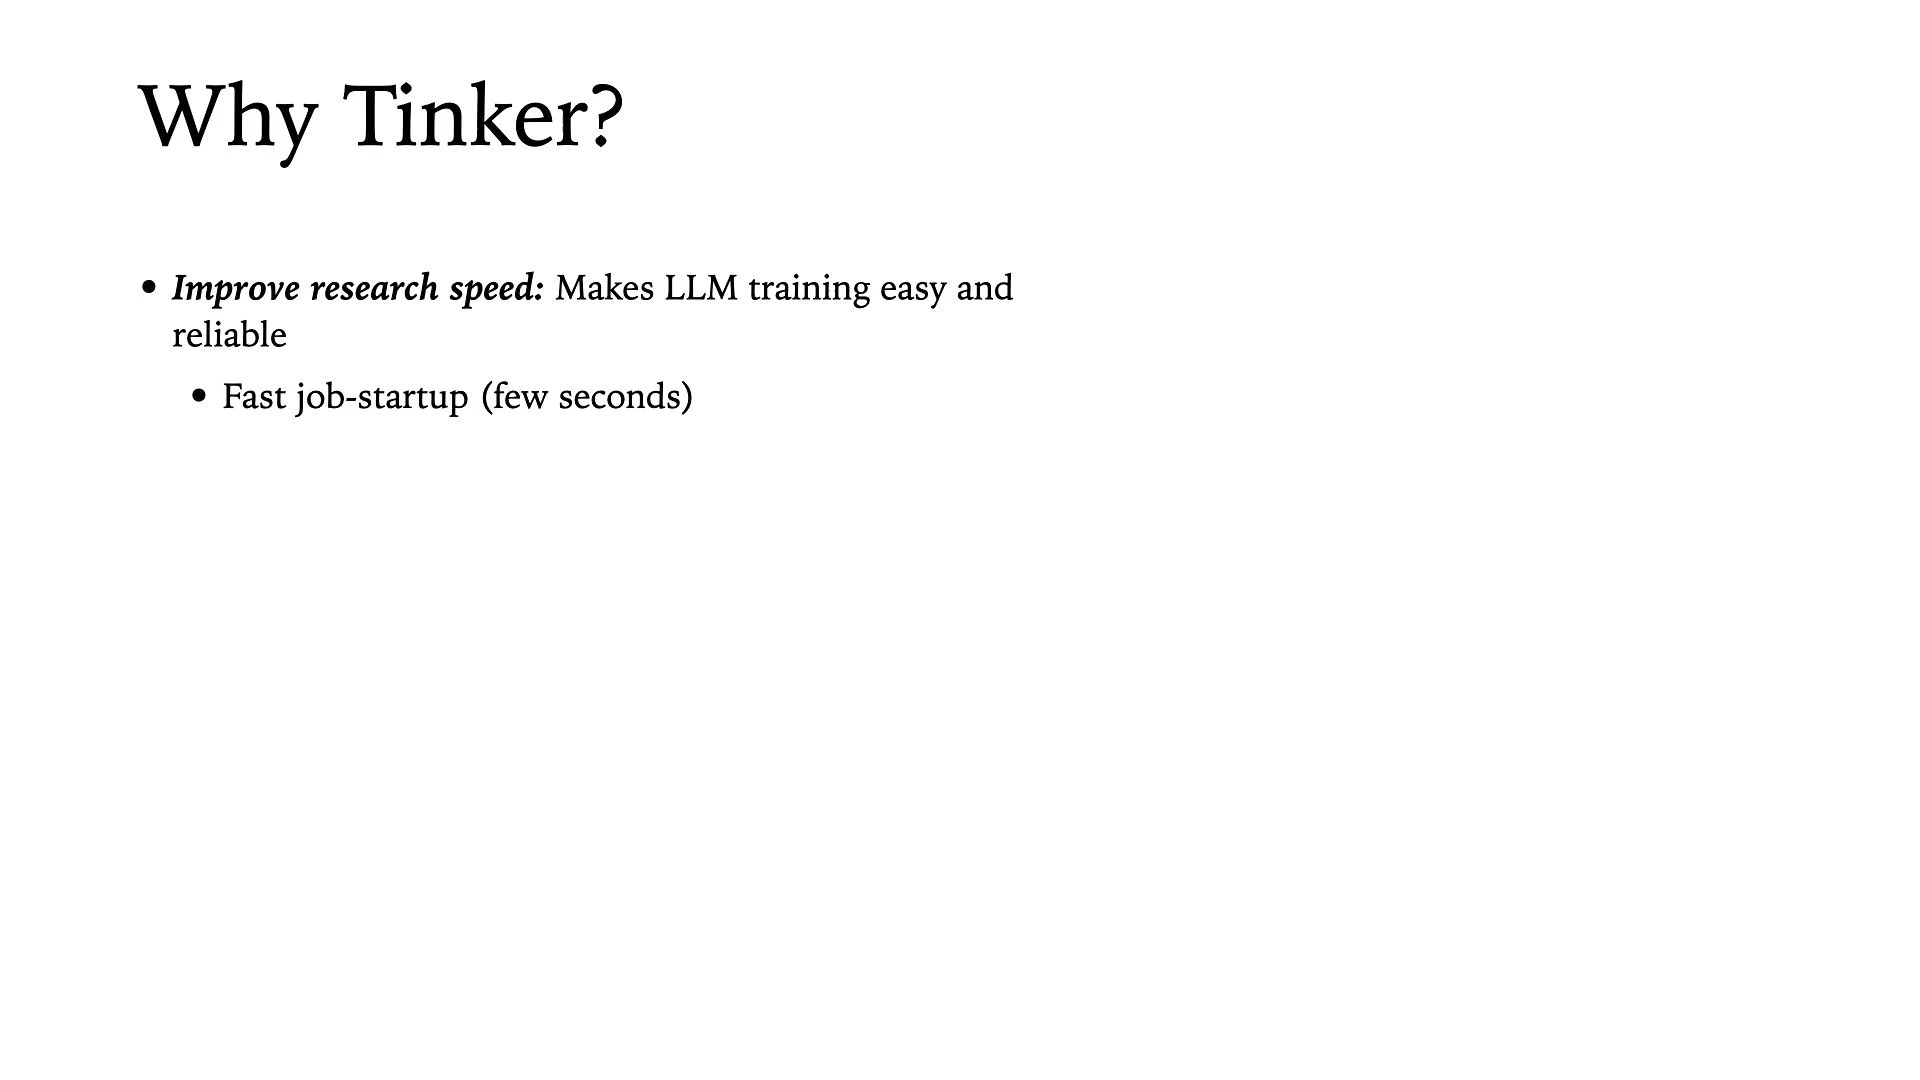 Why Tinker?
• Improve research speed: Makes LLM training easy and
reliable
• Fast job-startup (few seconds)